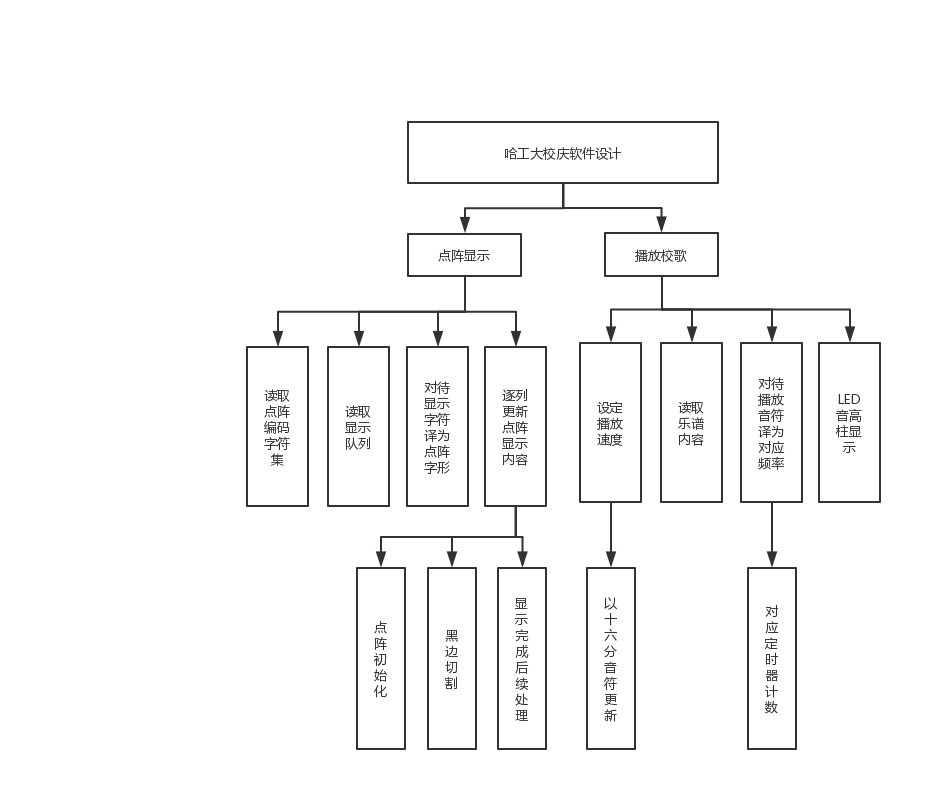 哈工大校庆软件设计
点阵显示
播放校歌
读取
点阵
编码
字符
集
读取
显示
队列
对待
显示
字符
译为
点阵
字形
逐列
更新
点阵
显示
内容
设定
播放
速度
读取
乐谱
内容
对待
播放
音符
译为
对应
频率
LED
音高
柱显
示
点
阵
初
始
化
黑
边
切
割
显
示
完
成
后
续
处
理
以
十
六
分
音
符
更
新
对
应
定
时
器
计
数